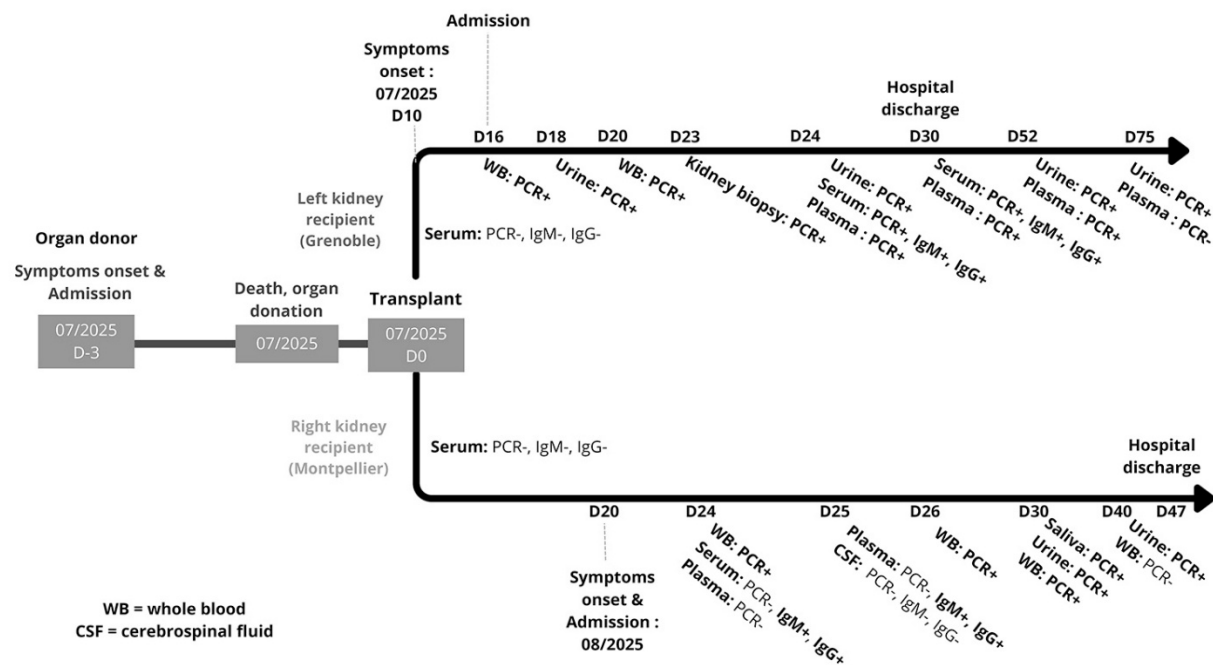 Admission
Symptoms
onset :
07/2025
D10
Hospital
discharge
D16
D18
D20
D23
D24
D30
D52
D75
WB: PCR+
Urine: PCR+
WB: PCR+
Kidney biopsy: PCR+
Urine: PCR+
Serum: PCR+, IgM+, IgG+
Plasma : PCR+
Serum: PCR+, IgM+, IgG+
Plasma : PCR+
Urine: PCR+
Plasma : PCR+
Urine: PCR+
Plasma: PCR-
Left kidney
recipient
(Grenoble)
Serum: PCR-, IgM-, IgG-
Organ donor
Symptoms onset &
Admission
07/2025
D-3
Death, organ
donation
07/2025
Transplant
07/2025
D0
Right kidney
recipient
(Montpellier)
Serum: PCR-, IgM-, IgG-
Hospital
discharge
D20
D24
D25
D26
D30
D40
D47
Symptoms
onset &
Admission :
08/2025
WB: PCR+
Serum: PCR-, IgM+, IgG+
Plasma: PCR-
Plasma: PCR-, IgM+, IgG+
CSF: PCR-, IgM-, IgG-
WB: PCR+
Saliva: PCR+
Urine: PCR+
WB: PCR+
Urine: PCR+
WB: PCR-
WB = whole blood
CSF = cerebrospinal fluid